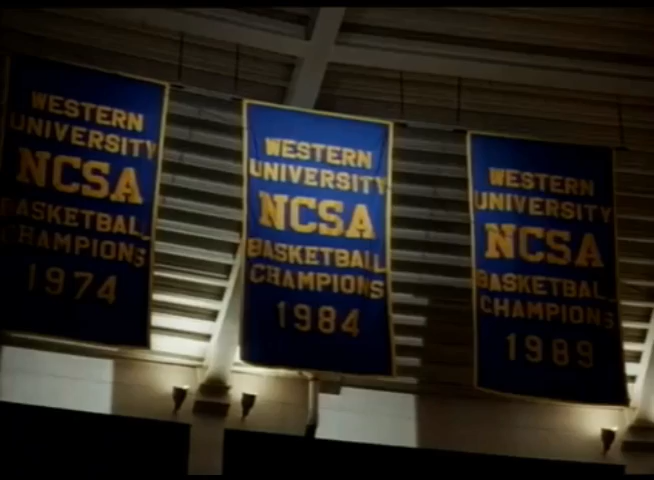 WESTERN
UNIVERSITY
NCSA
BASKETBALL
CHAMPIONS
1974
WESTERN
UNIVERSITY
NCSA
BASKETBALL
CHAMPIONS
1984
WESTERN
UNIVERSITY
NCSA
BASKETBALL
CHAMPIONS
1989